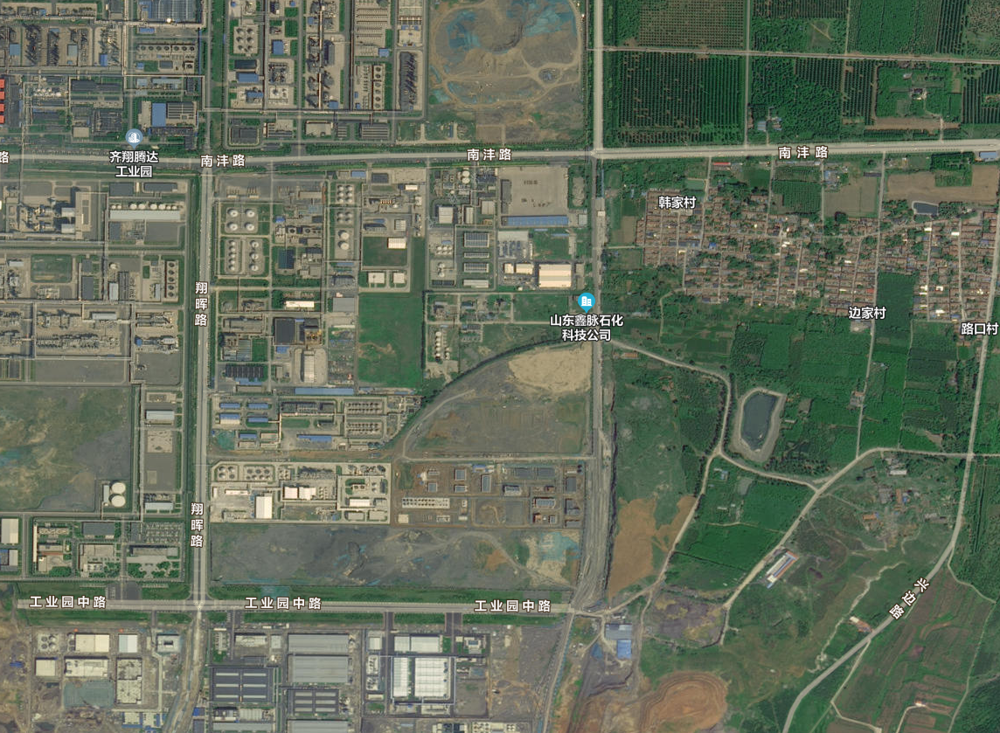 路
齐翔腾达
工业园
南沣路
南沣路
南沣路
韩家村
翔晖路
山东鑫脉石化
科技公司
边家村
路口村
翔晖路
工业园中路
工业园中路
工业园中路
兴边路